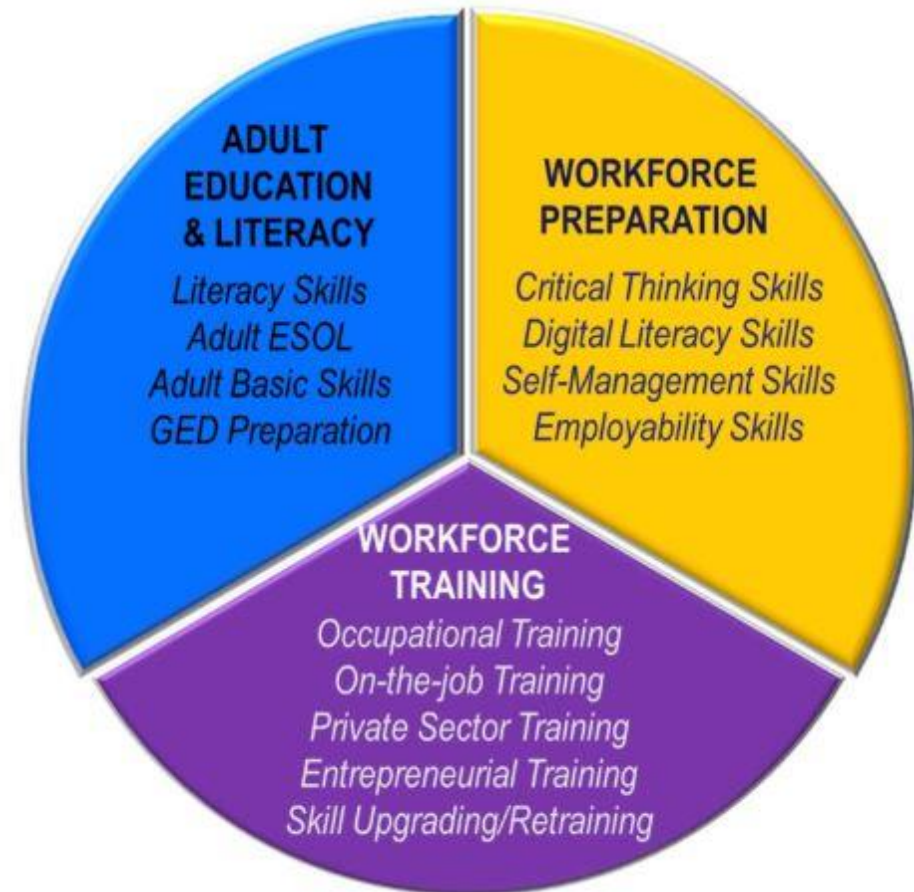 ADULT
EDUCATION
& LITERACY
Literacy Skills
Adult ESOL
Adult Basic Skills
GED Preparation
WORKFORCE
PREPARATION
Critical Thinking Skills
Digital Literacy Skills
Self-Management Skills
Employability Skills
WORKFORCE
TRAINING
Occupational Training
On-the-job Training
Private Sector Training
Entrepreneurial Training
Skill Upgrading/Retraining